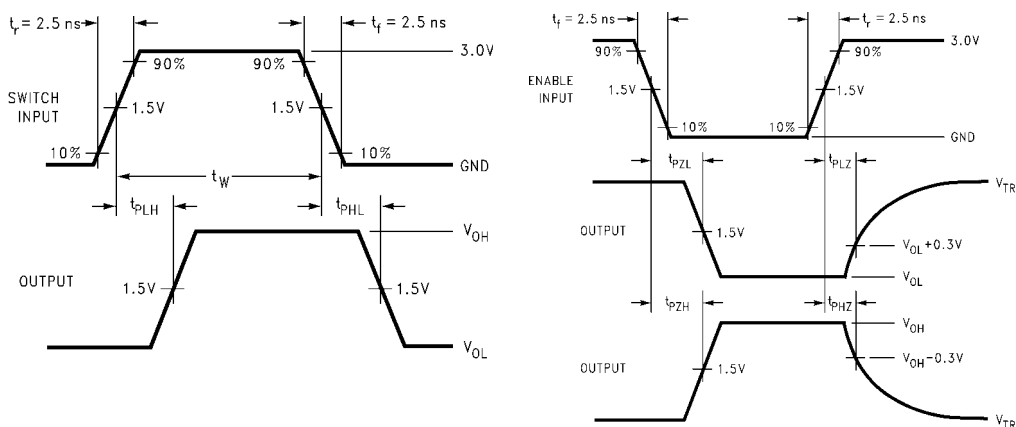 tr = 2.5 ns
tf = 2.5 ns
3.0V
90%
90%
SWITCH
INPUT
1.5V
1.5V
10%
10%
GND
tW
tPLH
tPHL
VOH
OUTPUT
1.5V
1.5V
VOL
tf = 2.5 ns
tr = 2.5 ns
3.0V
90%
90%
ENABLE
INPUT
1.5V
1.5V
10%
10%
GND
tPZL
tPLZ
VTR
OUTPUT
1.5V
VOL+0.3V
VOL
tPZH
tPHZ
VOH
VOH−0.3V
OUTPUT
1.5V
VTR